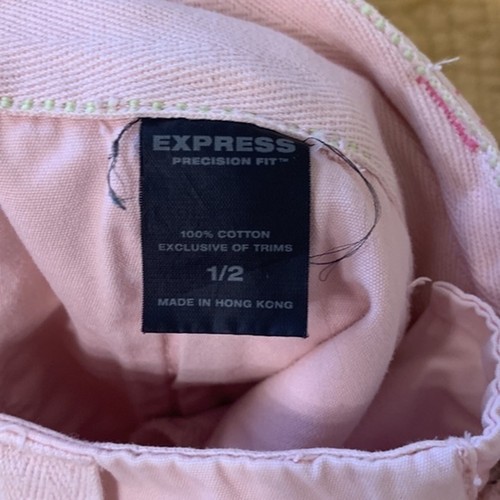 EXPRESS
PRECISION FIT™
100% COTTON
EXCLUSIVE OF TRIMS
1/2
MADE IN HONG KONG